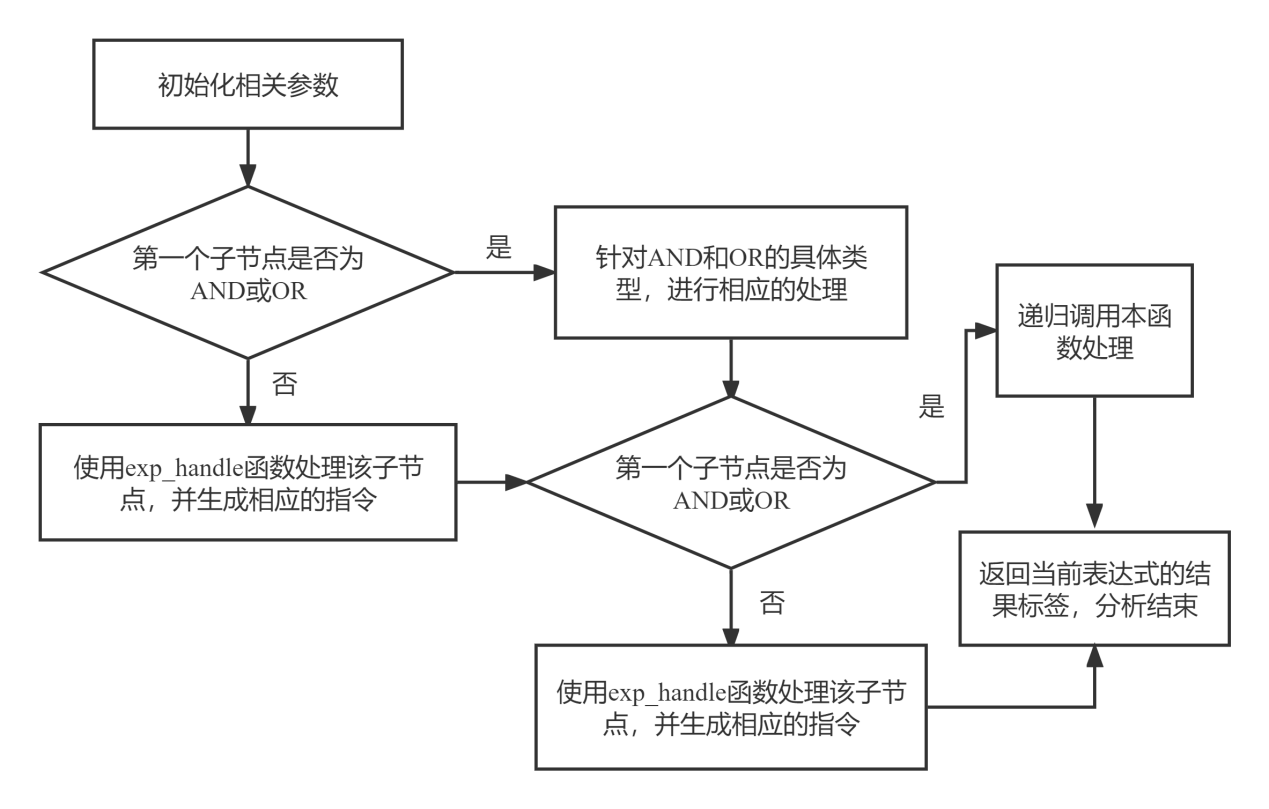 初始化相关参数
第一个子节点是否为
AND或OR
是
针对AND和OR的具体类
型，进行相应的处理
否
使用exp_handle函数处理该子节
点，并生成相应的指令
第一个子节点是否为
AND或OR
是
递归调用本函
数处理
否
使用exp_handle函数处理该子节
点，并生成相应的指令
返回当前表达式的结
果标签，分析结束